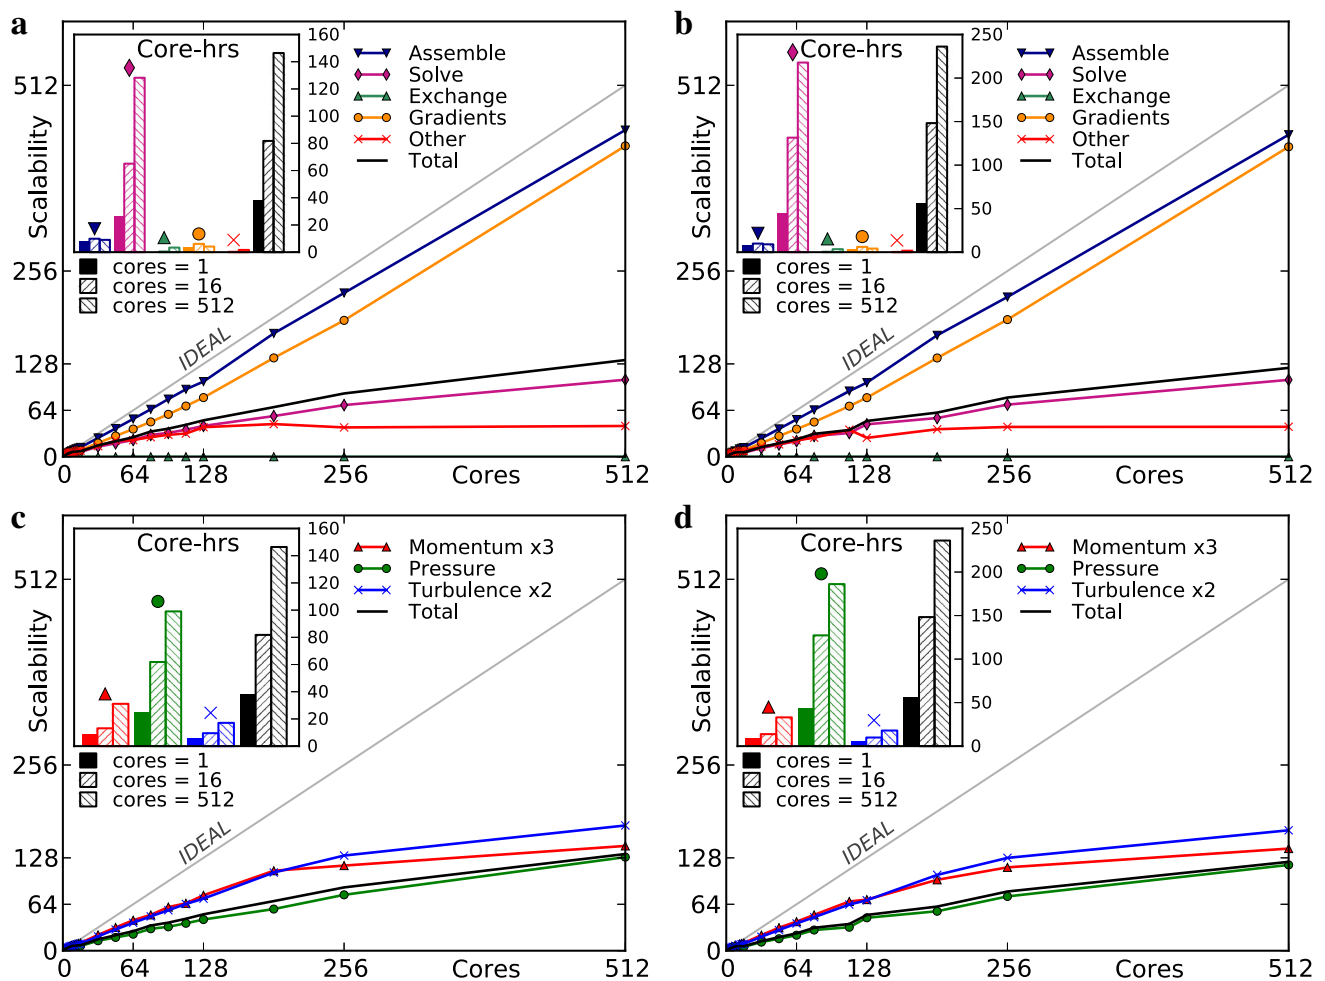 a
Core-hrs
160
140
120
100
80
60
40
20
0
Assemble
Solve
Exchange
Gradients
Other
Total
cores = 1
cores = 16
cores = 512
IDEAL
Scalability
512
256
128
64
0
0 64 128 256 Cores 512
b
Core-hrs
250
200
150
100
50
0
Assemble
Solve
Exchange
Gradients
Other
Total
cores = 1
cores = 16
cores = 512
IDEAL
Scalability
512
256
128
64
0
0 64 128 256 Cores 512
c
Core-hrs
160
140
120
100
80
60
40
20
0
Momentum x3
Pressure
Turbulence x2
Total
cores = 1
cores = 16
cores = 512
IDEAL
Scalability
512
256
128
64
0
0 64 128 256 Cores 512
d
Core-hrs
250
200
150
100
50
0
Momentum x3
Pressure
Turbulence x2
Total
cores = 1
cores = 16
cores = 512
IDEAL
Scalability
512
256
128
64
0
0 64 128 256 Cores 512